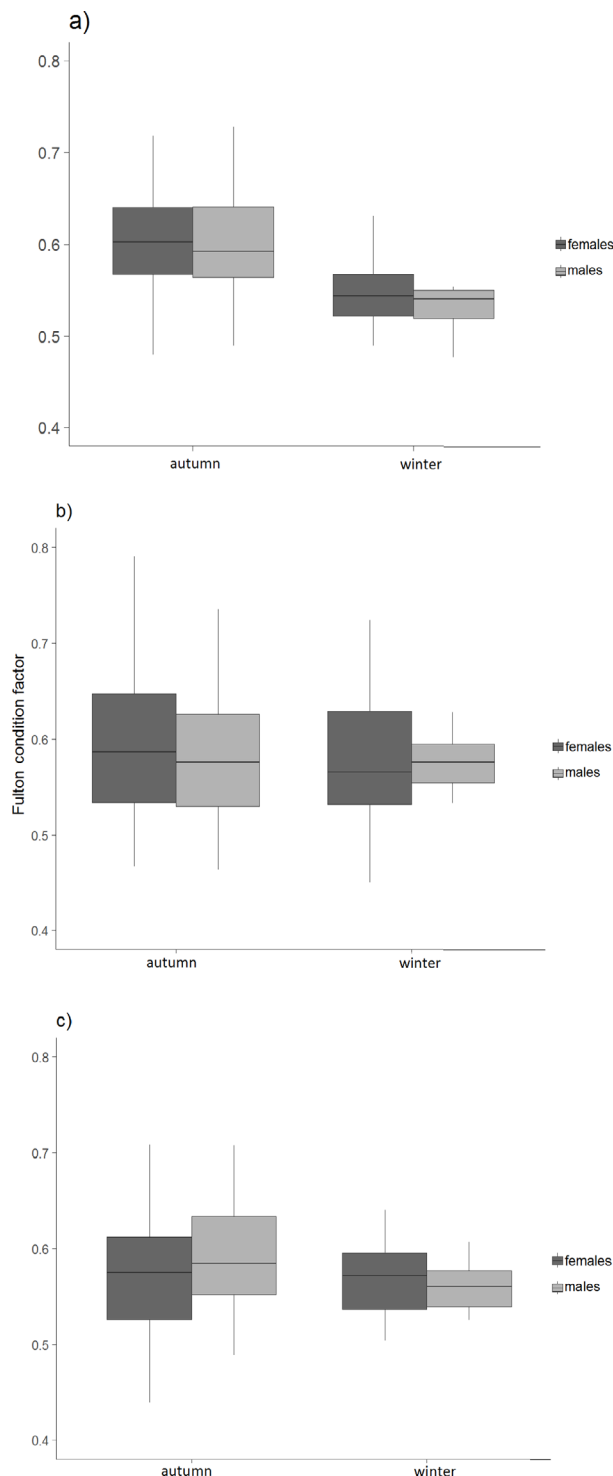 a)
0.8
0.7
0.6
0.5
0.4
autumn winter
females
males
b)
Fulton condition factor
0.8
0.7
0.6
0.5
0.4
autumn winter
females
males
c)
0.8
0.7
0.6
0.5
0.4
autumn winter
females
males